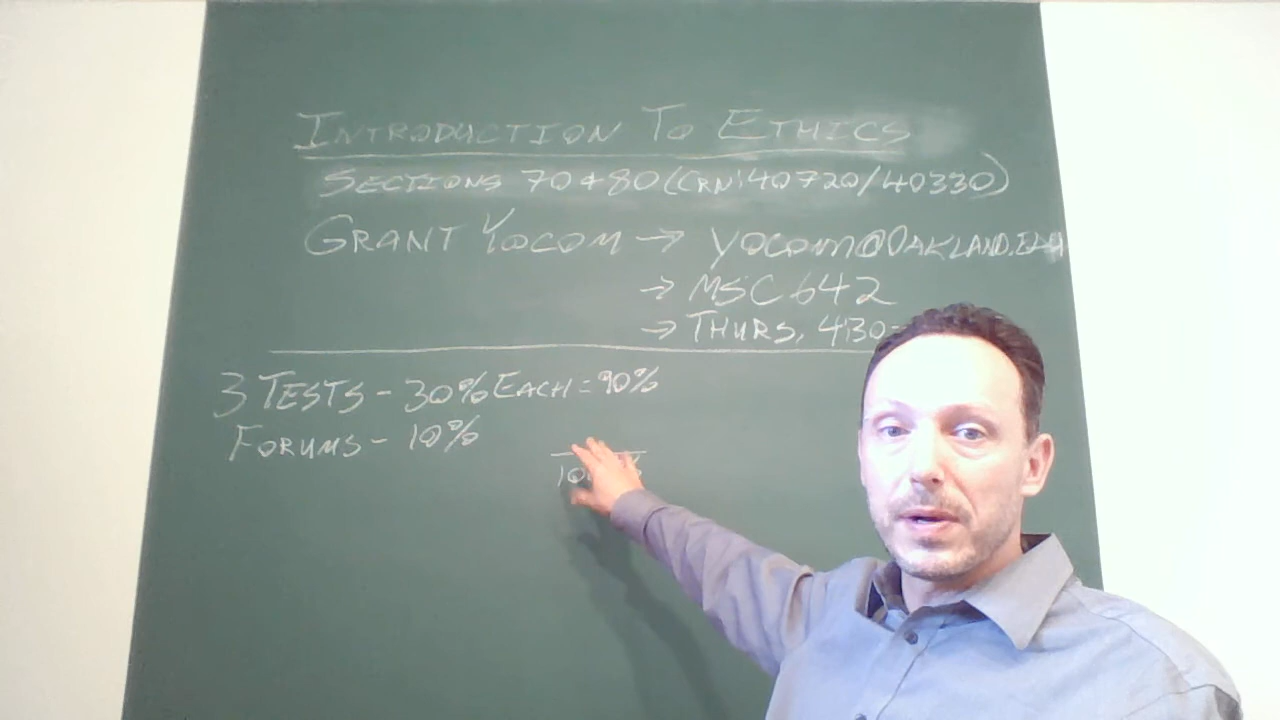 INTRODUCTION TO ETHICS
SECTIONS 70+80 (CRN: 40720/40330)
GRANT YOCOM → YOCOM@OAKLAND.EDU
→ MSC 642
→ THURS, 4:30-
3 TESTS - 30% EACH = 90%
FORUMS - 10%